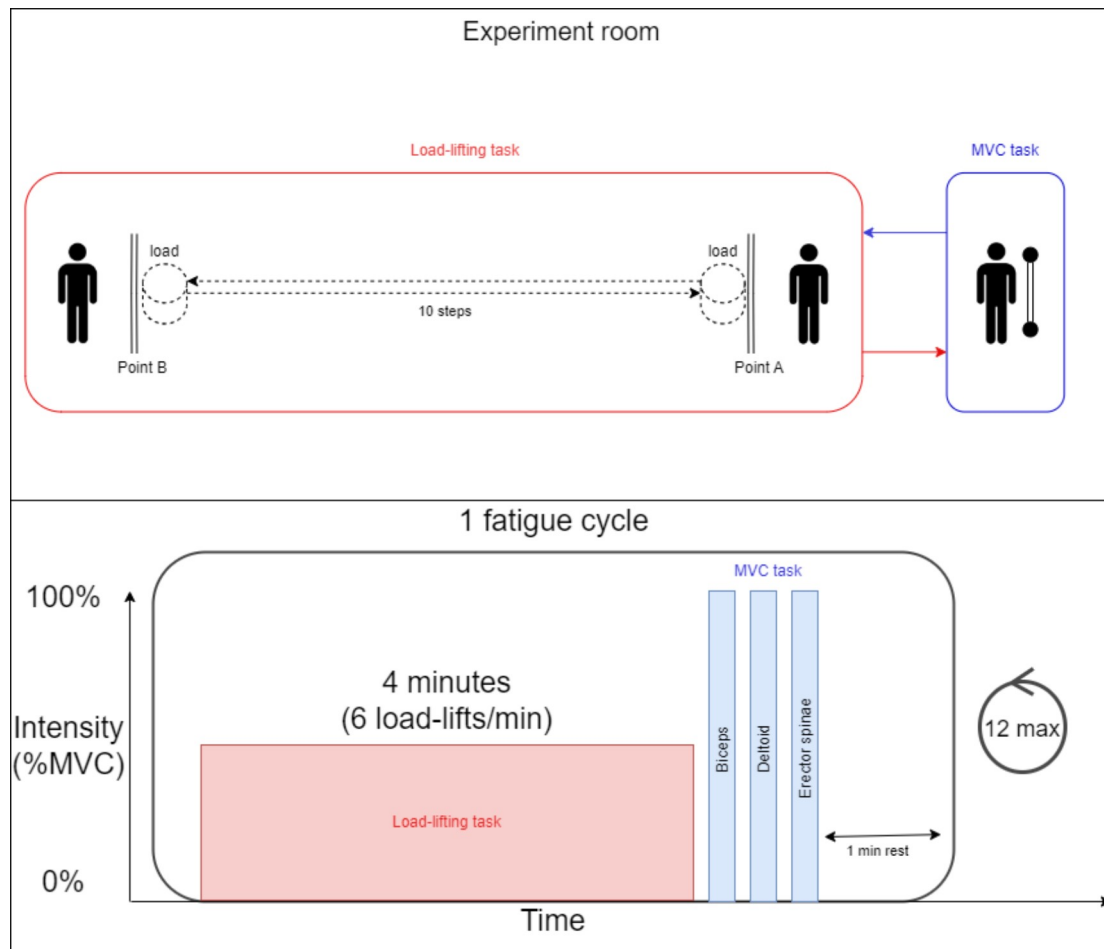 Experiment room
Load-lifting task
MVC task
load
load
10 steps
Point B
Point A
1 fatigue cycle
MVC task
100%
4 minutes
(6 load-lifts/min)
Intensity
(%MVC)
Biceps
Deltoid
Erector spinae
12 max
Load-lifting task
1 min rest
0%
Time